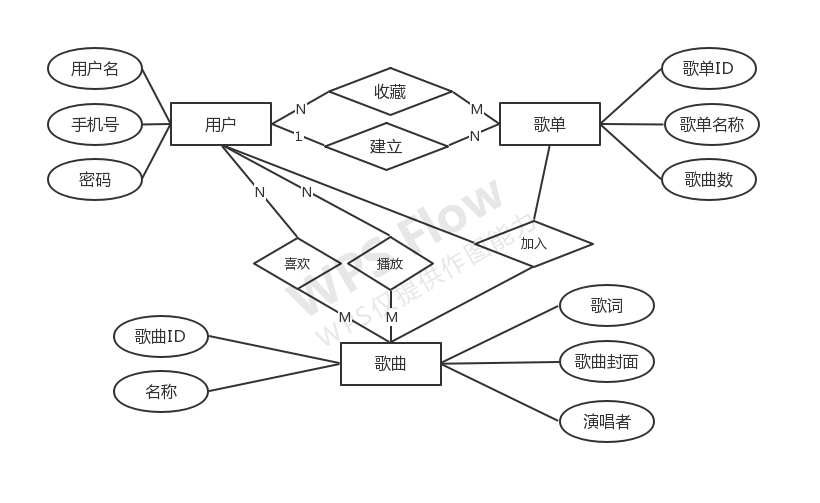 用户名
手机号
密码
用户
收藏
N
M
建立
1
N
歌单
歌单ID
歌单名称
歌曲数
N
N
喜欢
播放
加入
M
M
歌曲ID
名称
歌曲
歌词
歌曲封面
演唱者
WPS Flow
WPS仅提供作图能力